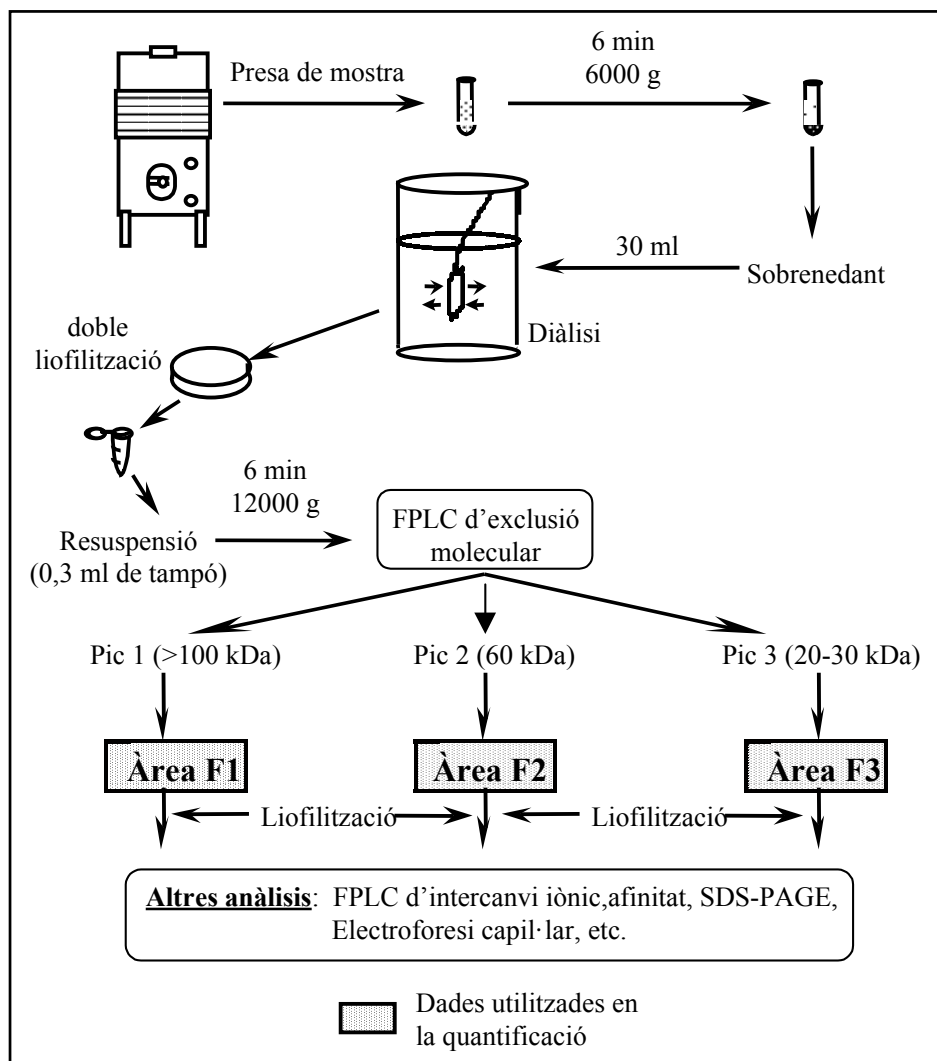 Presa de mostra
6 min
6000 g
30 ml
Sobrenedant
Diàlisi
doble
liofilització
6 min
12000 g
Resuspensió
(0,3 ml de tampó)
FPLC d’exclusió
molecular
Pic 1 (>100 kDa)
Pic 2 (60 kDa)
Pic 3 (20-30 kDa)
Àrea F1
Àrea F2
Àrea F3
Liofilització
Liofilització
Altres anàlisis: FPLC d’intercanvi iònic,afinitat, SDS-PAGE,
Electroforesi capil·lar, etc.
Dades utilitzades en
la quantificació